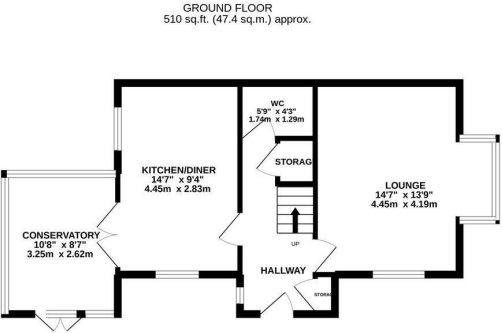 GROUND FLOOR
510 sq.ft. (47.4 sq.m.) approx.
WC
5'9" x 4'3"
1.74m x 1.29m
STORAG
KITCHEN/DINER
14'7" x 9'4"
4.45m x 2.83m
LOUNGE
14'7" x 13'9"
4.45m x 4.19m
CONSERVATORY
10'8" x 8'7"
3.25m x 2.62m
UP
HALLWAY
STORAG